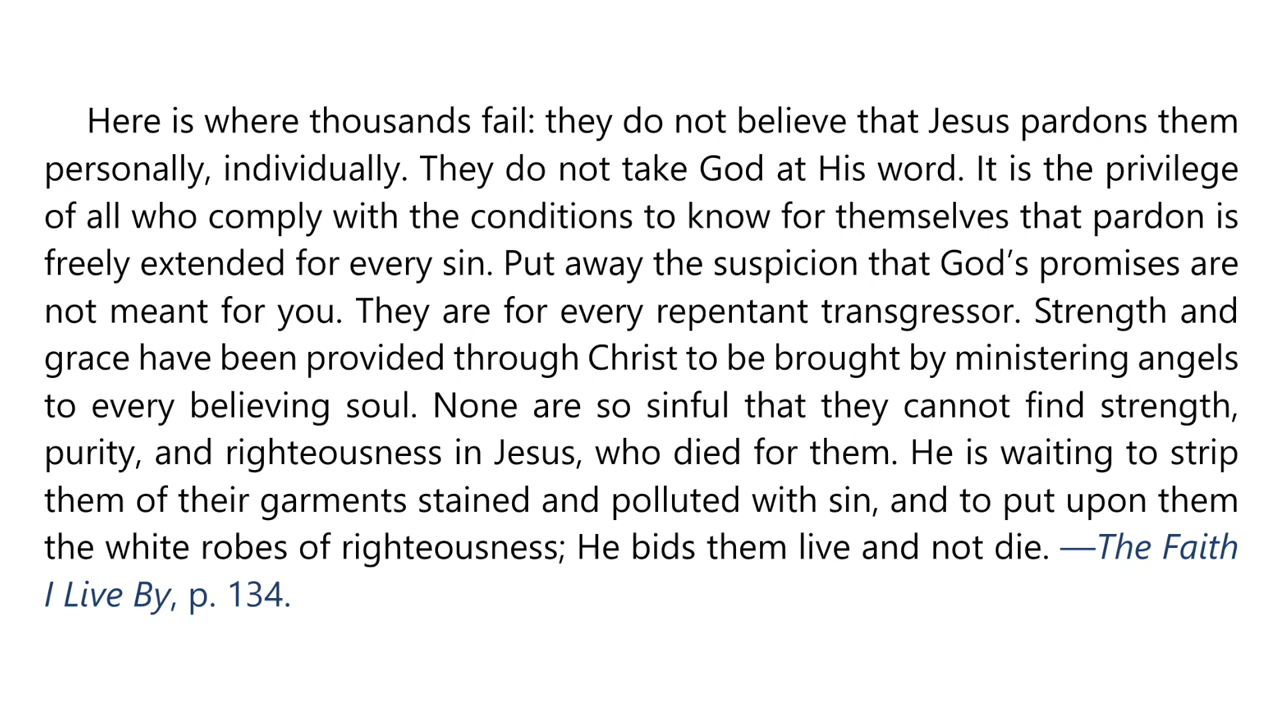 Here is where thousands fail: they do not believe that Jesus pardons them
personally, individually. They do not take God at His word. It is the privilege
of all who comply with the conditions to know for themselves that pardon is
freely extended for every sin. Put away the suspicion that God’s promises are
not meant for you. They are for every repentant transgressor. Strength and
grace have been provided through Christ to be brought by ministering angels
to every believing soul. None are so sinful that they cannot find strength,
purity, and righteousness in Jesus, who died for them. He is waiting to strip
them of their garments stained and polluted with sin, and to put upon them
the white robes of righteousness; He bids them live and not die. —The Faith
I Live By, p. 134.